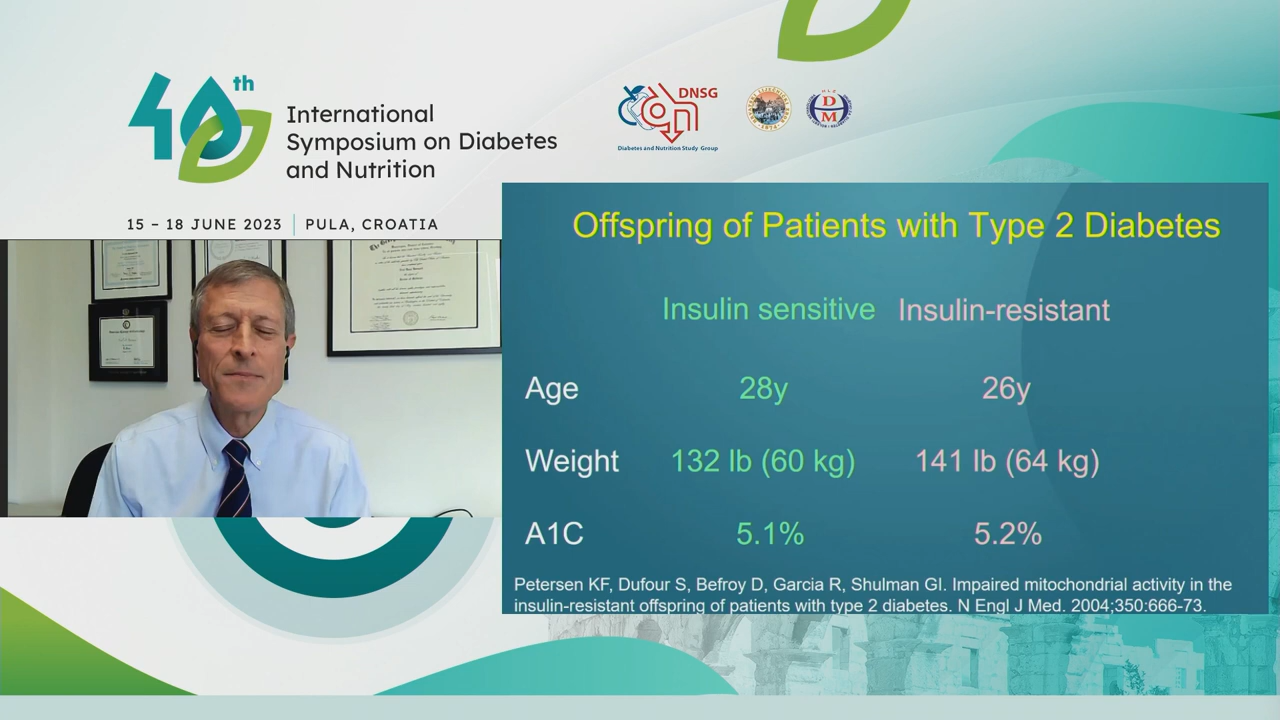 40th
International
Symposium on Diabetes
and Nutrition
15 – 18 JUNE 2023 | PULA, CROATIA
DNSG
Diabetes and Nutrition Study Group
D
M
Offspring of Patients with Type 2 Diabetes
Insulin sensitive Insulin-resistant
Age 28y 26y
Weight 132 lb (60 kg) 141 lb (64 kg)
A1C 5.1% 5.2%
Petersen KF, Dufour S, Befroy D, Garcia R, Shulman GI. Impaired mitochondrial activity in the
insulin-resistant offspring of patients with type 2 diabetes. N Engl J Med. 2004;350:666-73.